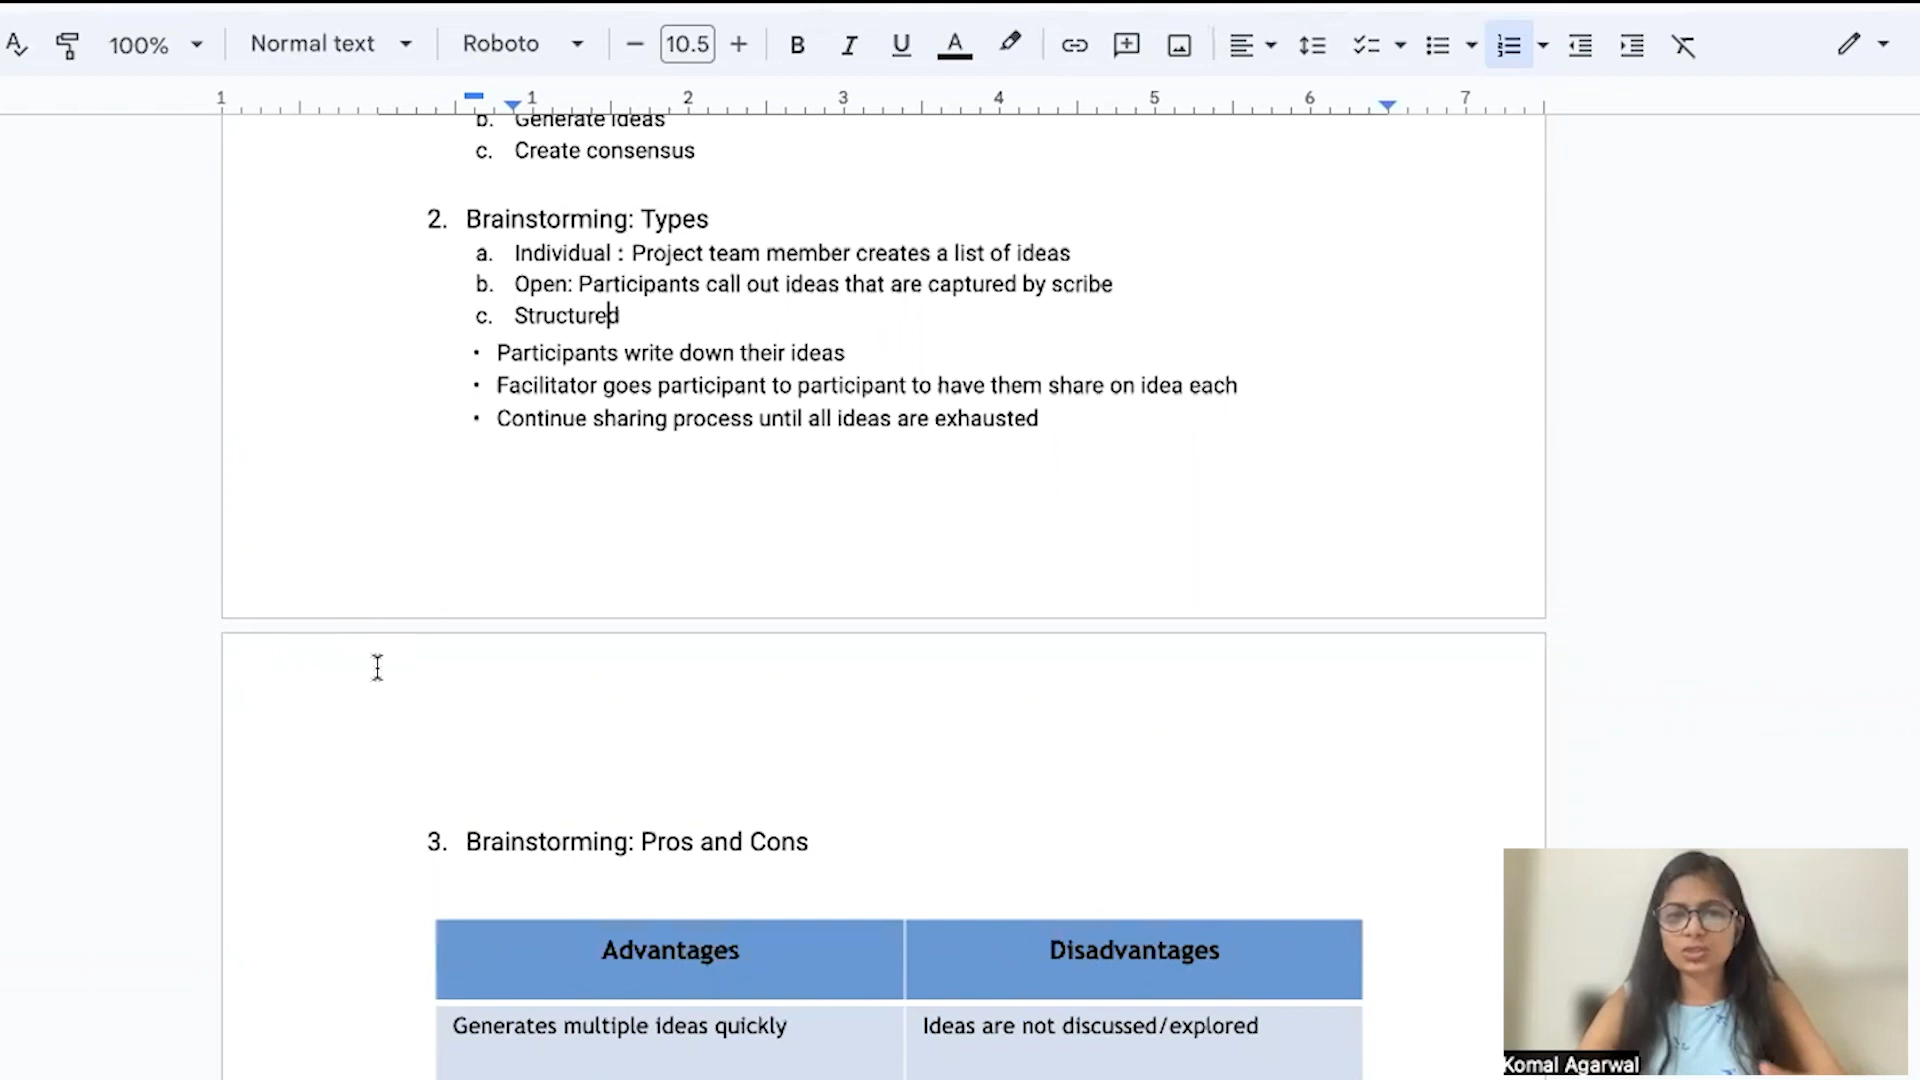 100% Normal text Roboto 10.5
1 1 2 3 4 5 6 7
b. Generate ideas
c. Create consensus
2. Brainstorming: Types
a. Individual : Project team member creates a list of ideas
b. Open: Participants call out ideas that are captured by scribe
c. Structured
• Participants write down their ideas
• Facilitator goes participant to participant to have them share on idea each
• Continue sharing process until all ideas are exhausted
3. Brainstorming: Pros and Cons
Advantages Disadvantages
Generates multiple ideas quickly Ideas are not discussed/explored
Komal Agarwal